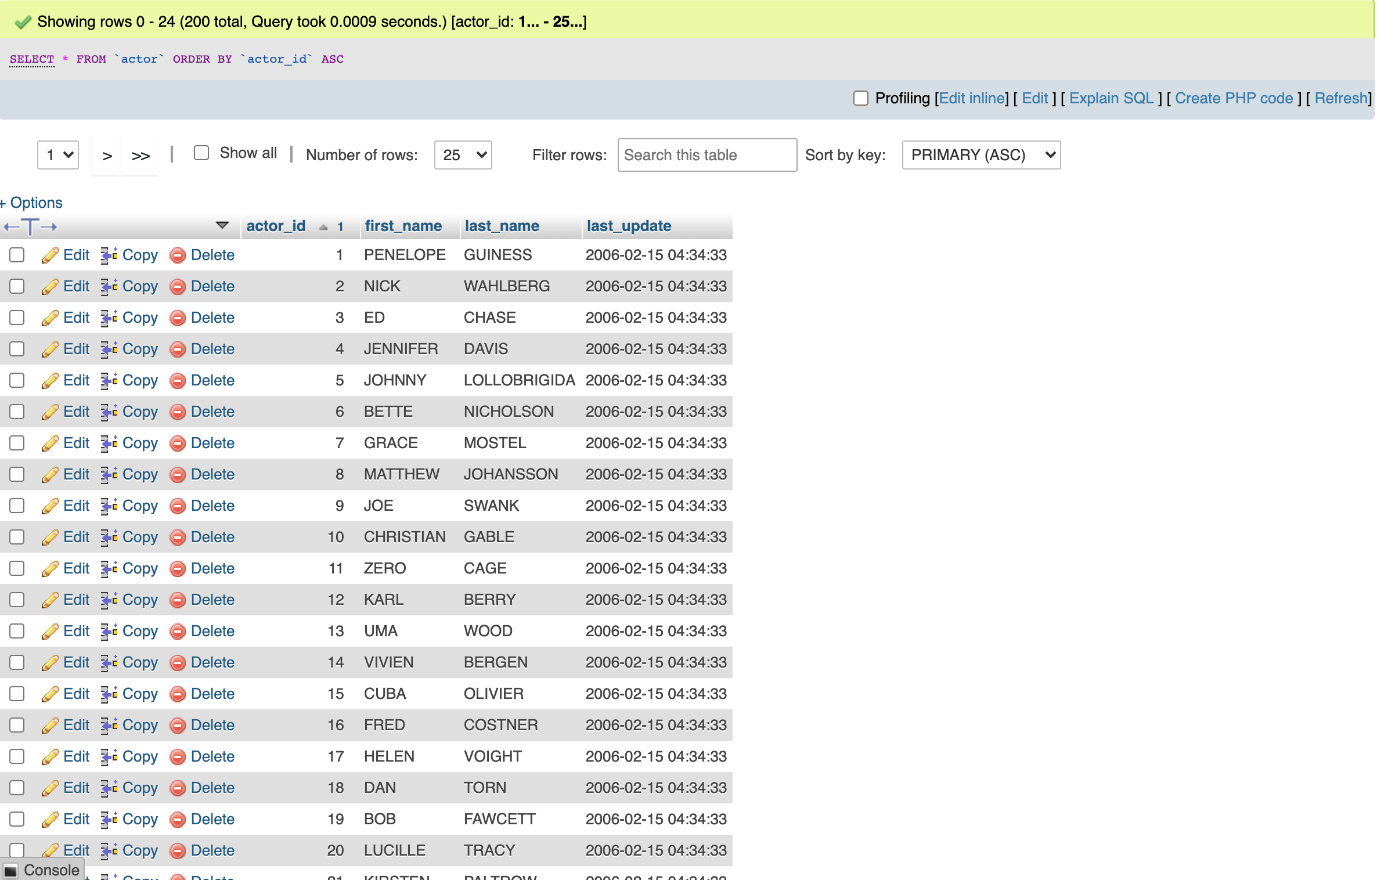 Showing rows 0 - 24 (200 total, Query took 0.0009 seconds.) [actor_id: 1... - 25...]
SELECT * FROM `actor` ORDER BY `actor_id` ASC
Profiling [Edit inline] [ Edit ] [ Explain SQL ] [ Create PHP code ] [ Refresh]
1 > >> | Show all | Number of rows: 25 Filter rows: Search this table Sort by key: PRIMARY (ASC)
+ Options
←T→ actor_id 1 first_name last_name last_update
Edit Copy Delete 1 PENELOPE GUINESS 2006-02-15 04:34:33
Edit Copy Delete 2 NICK WAHLBERG 2006-02-15 04:34:33
Edit Copy Delete 3 ED CHASE 2006-02-15 04:34:33
Edit Copy Delete 4 JENNIFER DAVIS 2006-02-15 04:34:33
Edit Copy Delete 5 JOHNNY LOLLOBRIGIDA 2006-02-15 04:34:33
Edit Copy Delete 6 BETTE NICHOLSON 2006-02-15 04:34:33
Edit Copy Delete 7 GRACE MOSTEL 2006-02-15 04:34:33
Edit Copy Delete 8 MATTHEW JOHANSSON 2006-02-15 04:34:33
Edit Copy Delete 9 JOE SWANK 2006-02-15 04:34:33
Edit Copy Delete 10 CHRISTIAN GABLE 2006-02-15 04:34:33
Edit Copy Delete 11 ZERO CAGE 2006-02-15 04:34:33
Edit Copy Delete 12 KARL BERRY 2006-02-15 04:34:33
Edit Copy Delete 13 UMA WOOD 2006-02-15 04:34:33
Edit Copy Delete 14 VIVIEN BERGEN 2006-02-15 04:34:33
Edit Copy Delete 15 CUBA OLIVIER 2006-02-15 04:34:33
Edit Copy Delete 16 FRED COSTNER 2006-02-15 04:34:33
Edit Copy Delete 17 HELEN VOIGHT 2006-02-15 04:34:33
Edit Copy Delete 18 DAN TORN 2006-02-15 04:34:33
Edit Copy Delete 19 BOB FAWCETT 2006-02-15 04:34:33
Edit Copy Delete 20 LUCILLE TRACY 2006-02-15 04:34:33
Console